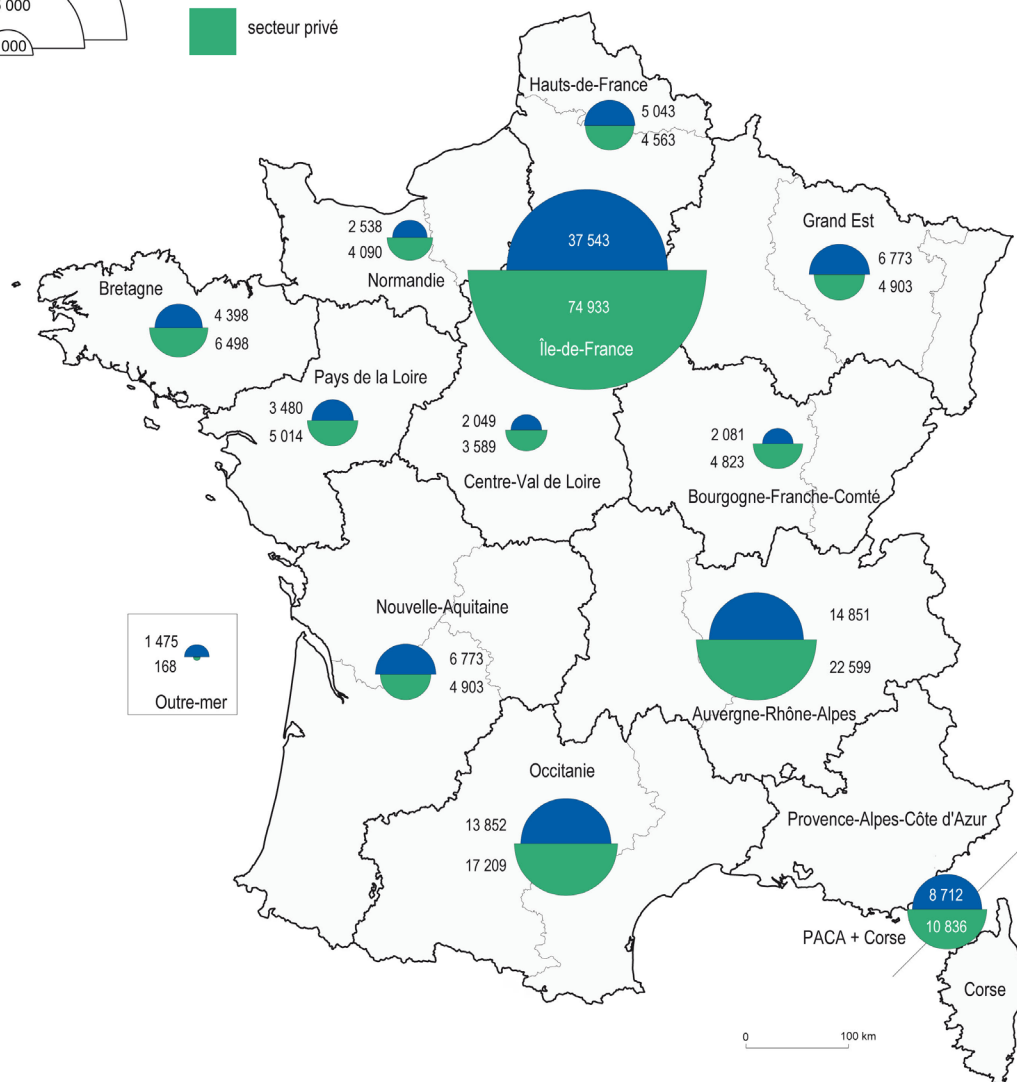 000
000
secteur privé
Hauts-de-France
5 043
4 563
37 543
74 933
Île-de-France
Grand Est
6 773
4 903
2 538
4 090
Normandie
Bretagne
4 398
6 498
Pays de la Loire
3 480
5 014
2 049
3 589
Centre-Val de Loire
2 081
4 823
Bourgogne-Franche-Comté
Nouvelle-Aquitaine
6 773
4 903
14 851
22 599
Auvergne-Rhône-Alpes
1 475
168
Outre-mer
Occitanie
13 852
17 209
Provence-Alpes-Côte d'Azur
8 712
10 836
PACA + Corse
Corse
0 100 km